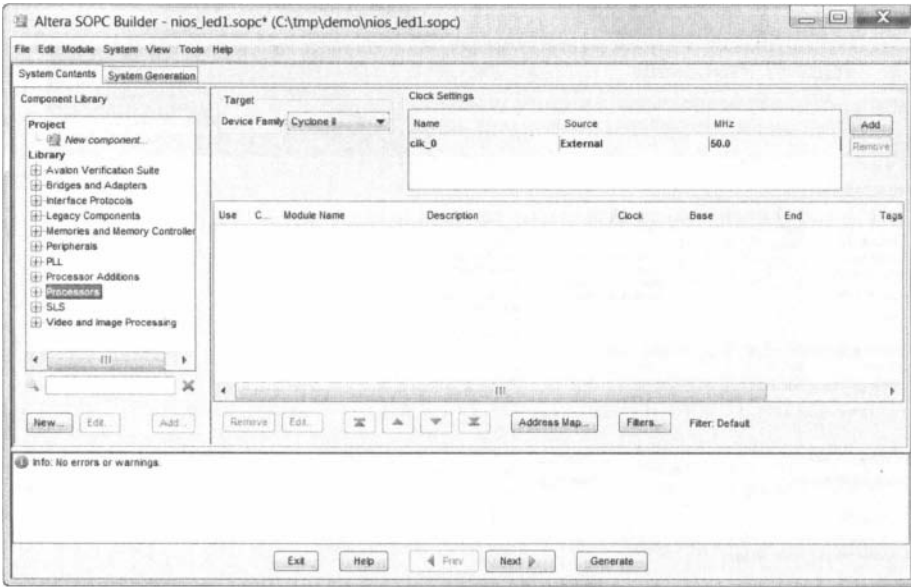 Altera SOPC Builder - nios_led1.sopc* (C:\tmp\demo\nios_led1.sopc)
File Edit Module System View Tools Help
System Contents System Generation
Component Library
Project
New component...
Library
Avalon Verification Suite
Bridges and Adapters
Interface Protocols
Legacy Components
Memories and Memory Controller
Peripherals
PLL
Processor Additions
Processors
SLS
Video and Image Processing
New... Edit... Add...
Target
Device Family: Cyclone II
Clock Settings
Name Source MHz
clk_0 External 50.0
Add
Remove
Use C... Module Name Description Clock Base End Tags
Remove Edit... Address Map... Filters... Filter: Default
Info: No errors or warnings.
Exit Help Prev Next Generate